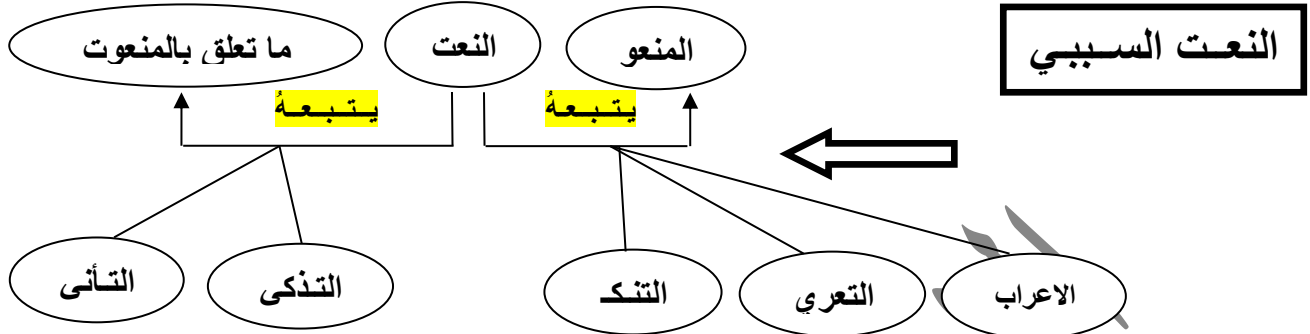 النعت السببي
المنعو
النعت
ما تعلق بالمنعوت
يتبعهُ
يتبعهُ
الاعراب
التعري
التنكـ
التذكى
التأنى